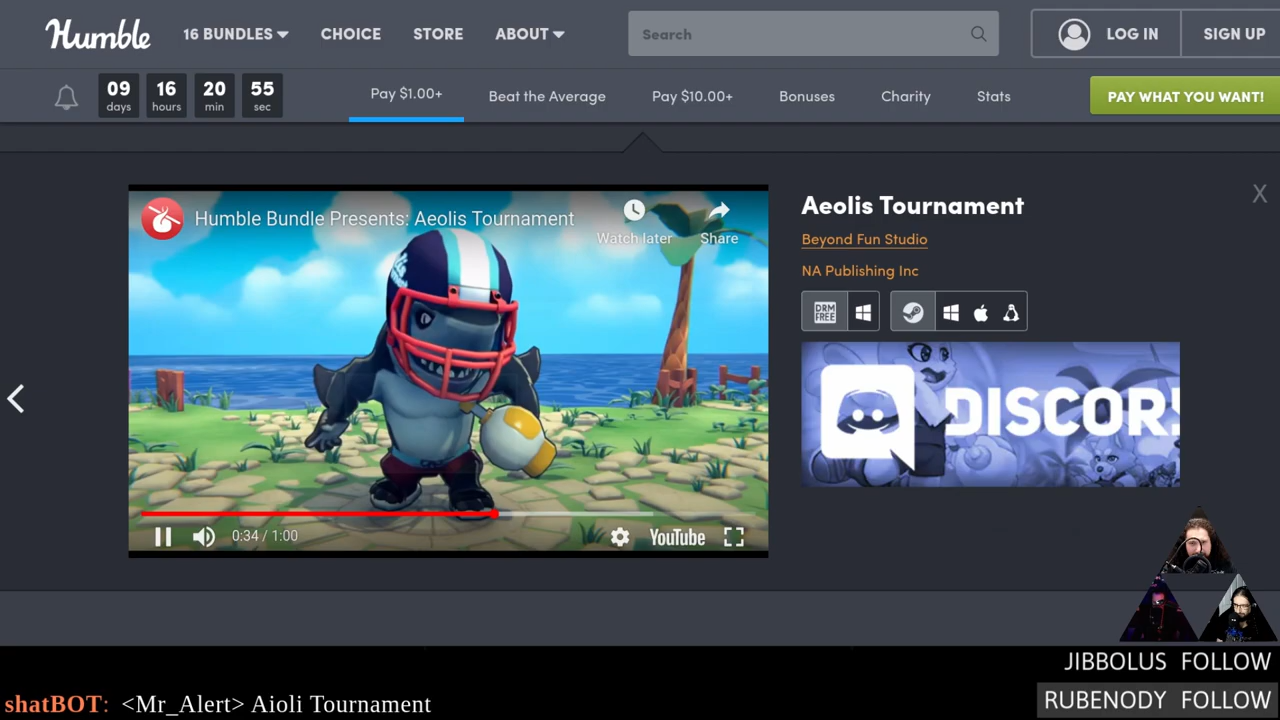 Humble
16 BUNDLES
CHOICE
STORE
ABOUT
Search
LOG IN
SIGN UP
09 days
16 hours
20 min
55 sec
Pay $1.00+
Beat the Average
Pay $10.00+
Bonuses
Charity
Stats
PAY WHAT YOU WANT!
Humble Bundle Presents: Aeolis Tournament
Watch later
Share
0:34 / 1:00
YouTube
Aeolis Tournament
X
Beyond Fun Studio
NA Publishing Inc
DRM FREE
DISCOR
JIBBOLUS FOLLOW
RUBENODY FOLLOW
shatBOT: <Mr_Alert> Aioli Tournament